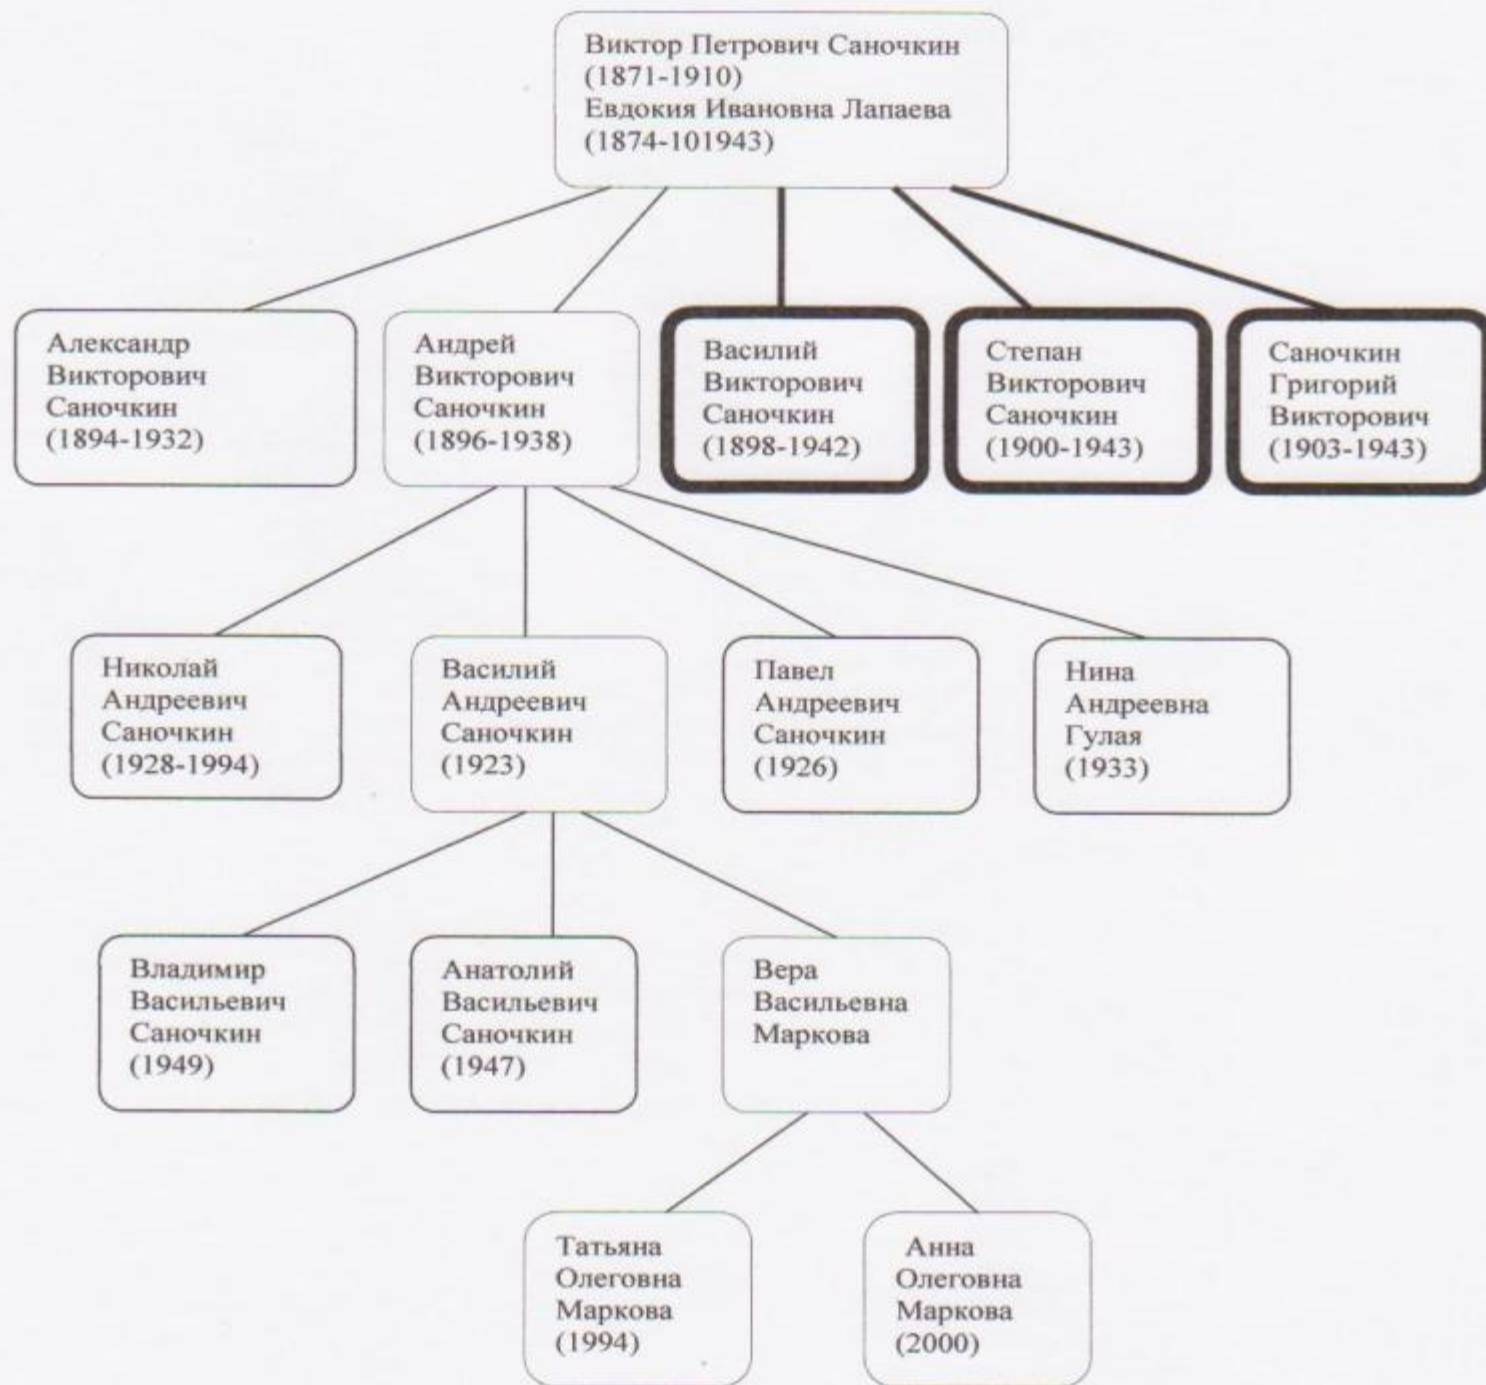 Виктор Петрович Саночкин
(1871-1910)
Евдокия Ивановна Лапаева
(1874-101943)
Александр
Викторович
Саночкин
(1894-1932)
Андрей
Викторович
Саночкин
(1896-1938)
Василий
Викторович
Саночкин
(1898-1942)
Степан
Викторович
Саночкин
(1900-1943)
Саночкин
Григорий
Викторович
(1903-1943)
Николай
Андреевич
Саночкин
(1928-1994)
Василий
Андреевич
Саночкин
(1923)
Павел
Андреевич
Саночкин
(1926)
Нина
Андреевна
Гулая
(1933)
Владимир
Васильевич
Саночкин
(1949)
Анатолий
Васильевич
Саночкин
(1947)
Вера
Васильевна
Маркова
Татьяна
Олеговна
Маркова
(1994)
Анна
Олеговна
Маркова
(2000)